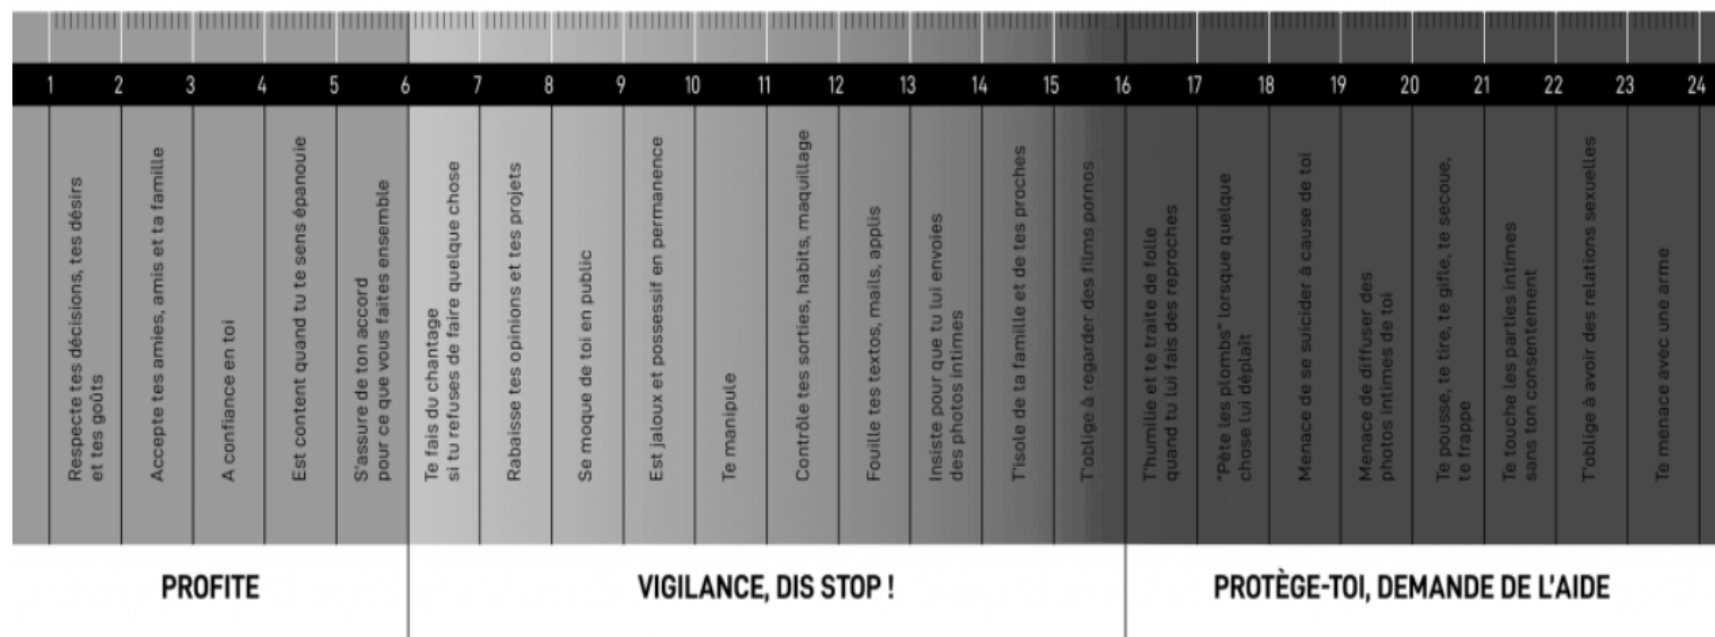 1 2 3 4 5 6 7 8 9 10 11 12 13 14 15 16 17 18 19 20 21 22 23 24
Respecte tes décisions, tes désirs
et tes goûts
Accepte tes amies, amis et ta famille
A confiance en toi
Est content quand tu te sens épanouie
S'assure de ton accord
pour ce que vous faites ensemble
Te fais du chantage
si tu refuses de faire quelque chose
Rabaisse tes opinions et tes projets
Se moque de toi en public
Est jaloux et possessif en permanence
Te manipule
Contrôle tes sorties, habits, maquillage
Fouille tes textos, mails, applis
Insiste pour que tu lui envoies
des photos intimes
T'isole de ta famille et de tes proches
T'oblige à regarder des films pornos
T'humilie et te traite de folle
quand tu lui fais des reproches
"Pète les plombs" lorsque quelque
chose lui déplaît
Menace de se suicider à cause de toi
Menace de diffuser des
photos intimes de toi
Te pousse, te tire, te gifle, te secoue,
te frappe
Te touche les parties intimes
sans ton consentement
T'oblige à avoir des relations sexuelles
Te menace avec une arme
PROFITE
VIGILANCE, DIS STOP !
PROTÈGE-TOI, DEMANDE DE L'AIDE